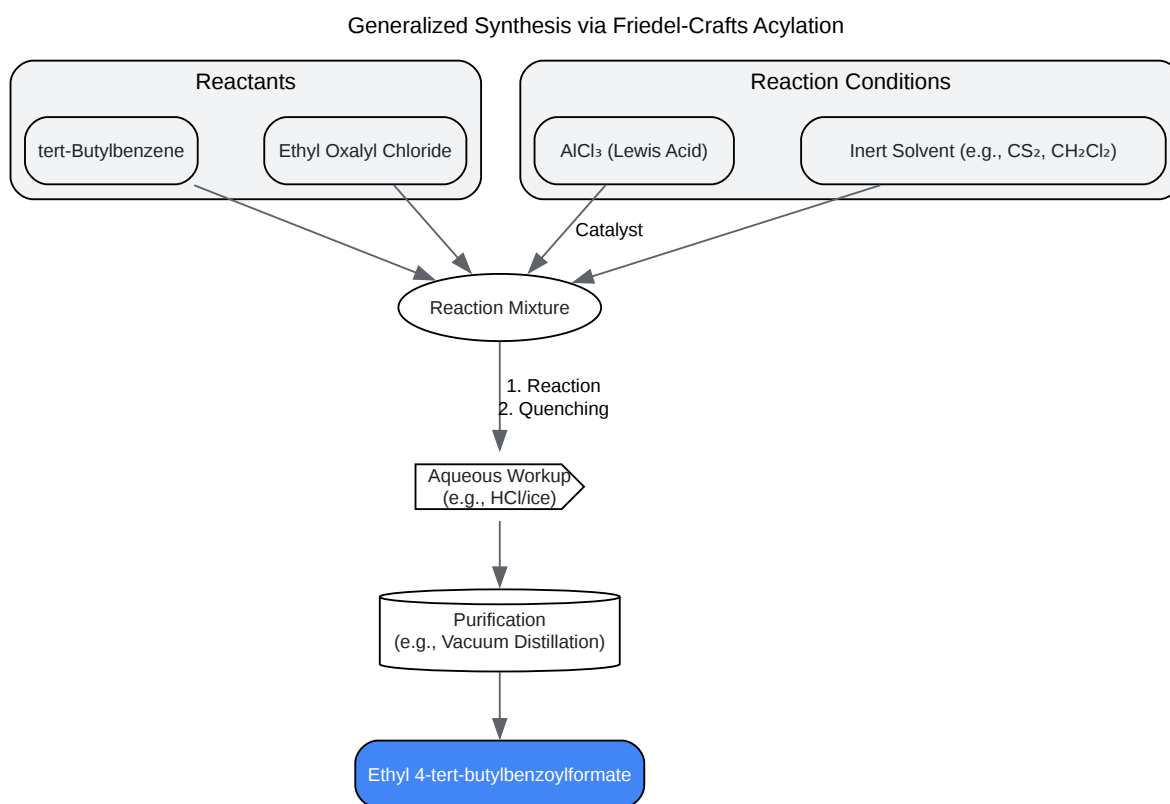 Generalized Synthesis via Friedel-Crafts Acylation
Reactants
Reaction Conditions
tert-Butylbenzene
Ethyl Oxalyl Chloride
AlCl₃ (Lewis Acid)
Inert Solvent (e.g., CS₂, CH₂Cl₂)
Catalyst
Reaction Mixture
1. Reaction
2. Quenching
Aqueous Workup
(e.g., HCl/ice)
Purification
(e.g., Vacuum Distillation)
Ethyl 4-tert-butylbenzoylformate